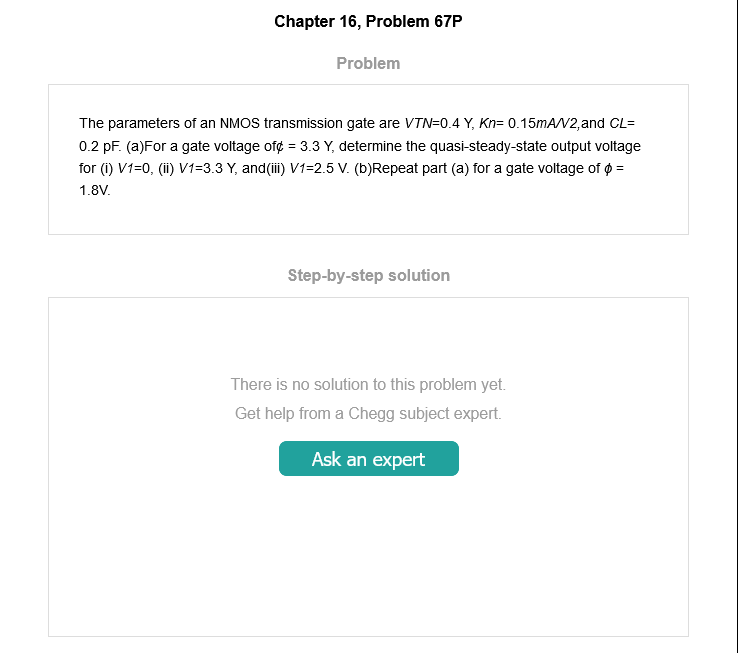 Chapter 16, Problem 67P
Problem
The parameters of an NMOS transmission gate are VTN=0.4 Y, Kn= 0.15mA/V2,and CL=
0.2 pF. (a)For a gate voltage of¢ = 3.3 Y, determine the quasi-steady-state output voltage
for (i) V1=0, (ii) V1=3.3 Y, and(iii) V1=2.5 V. (b)Repeat part (a) for a gate voltage of ϕ =
1.8V.
Step-by-step solution
There is no solution to this problem yet.
Get help from a Chegg subject expert.
Ask an expert